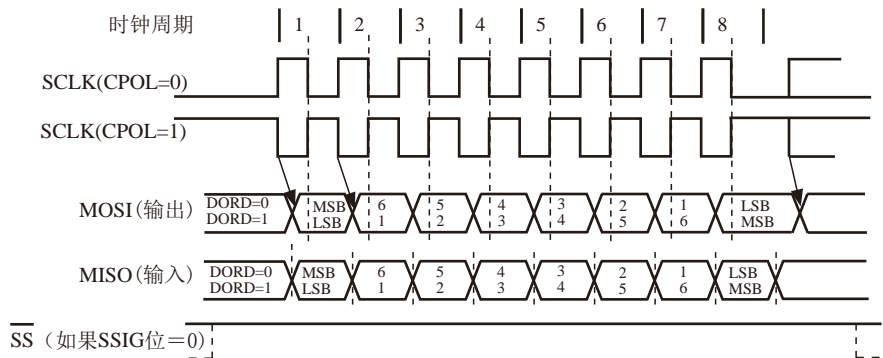 时钟周期 1 2 3 4 5 6 7 8
SCLK(CPOL=0)
SCLK(CPOL=1)
MOSI(输出) DORD=0 MSB 6 5 4 3 2 1 LSB
DORD=1 LSB 1 2 3 4 5 6 MSB
MISO(输入) DORD=0 MSB 6 5 4 3 2 1 LSB
DORD=1 LSB 1 2 3 4 5 6 MSB
SS（如果SSIG位＝0)